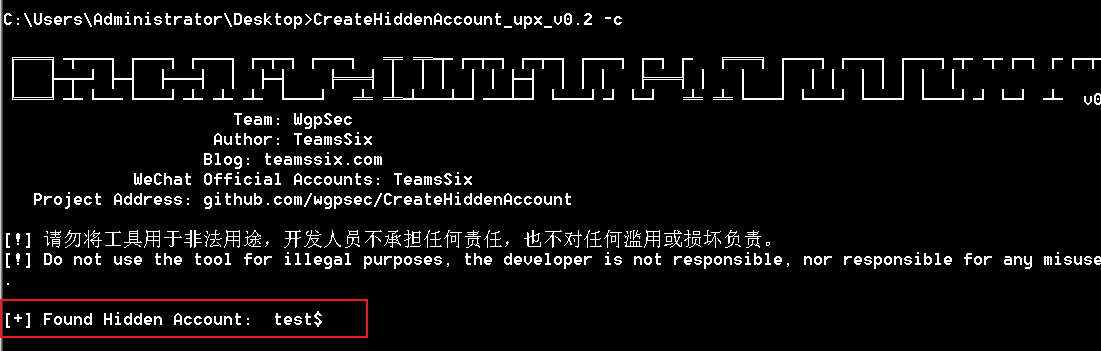 C:\Users\Administrator\Desktop>CreateHiddenAccount_upx_v0.2 -c
v0
Team: WgpSec
Author: TeamsSix
Blog: teamssix.com
WeChat Official Accounts: TeamsSix
Project Address: github.com/wgpsec/CreateHiddenAccount
[!] 请勿将工具用于非法用途，开发人员不承担任何责任，也不对任何滥用或损坏负责。
[!] Do not use the tool for illegal purposes, the developer is not responsible, nor responsible for any misuse
.
[+] Found Hidden Account:  test$